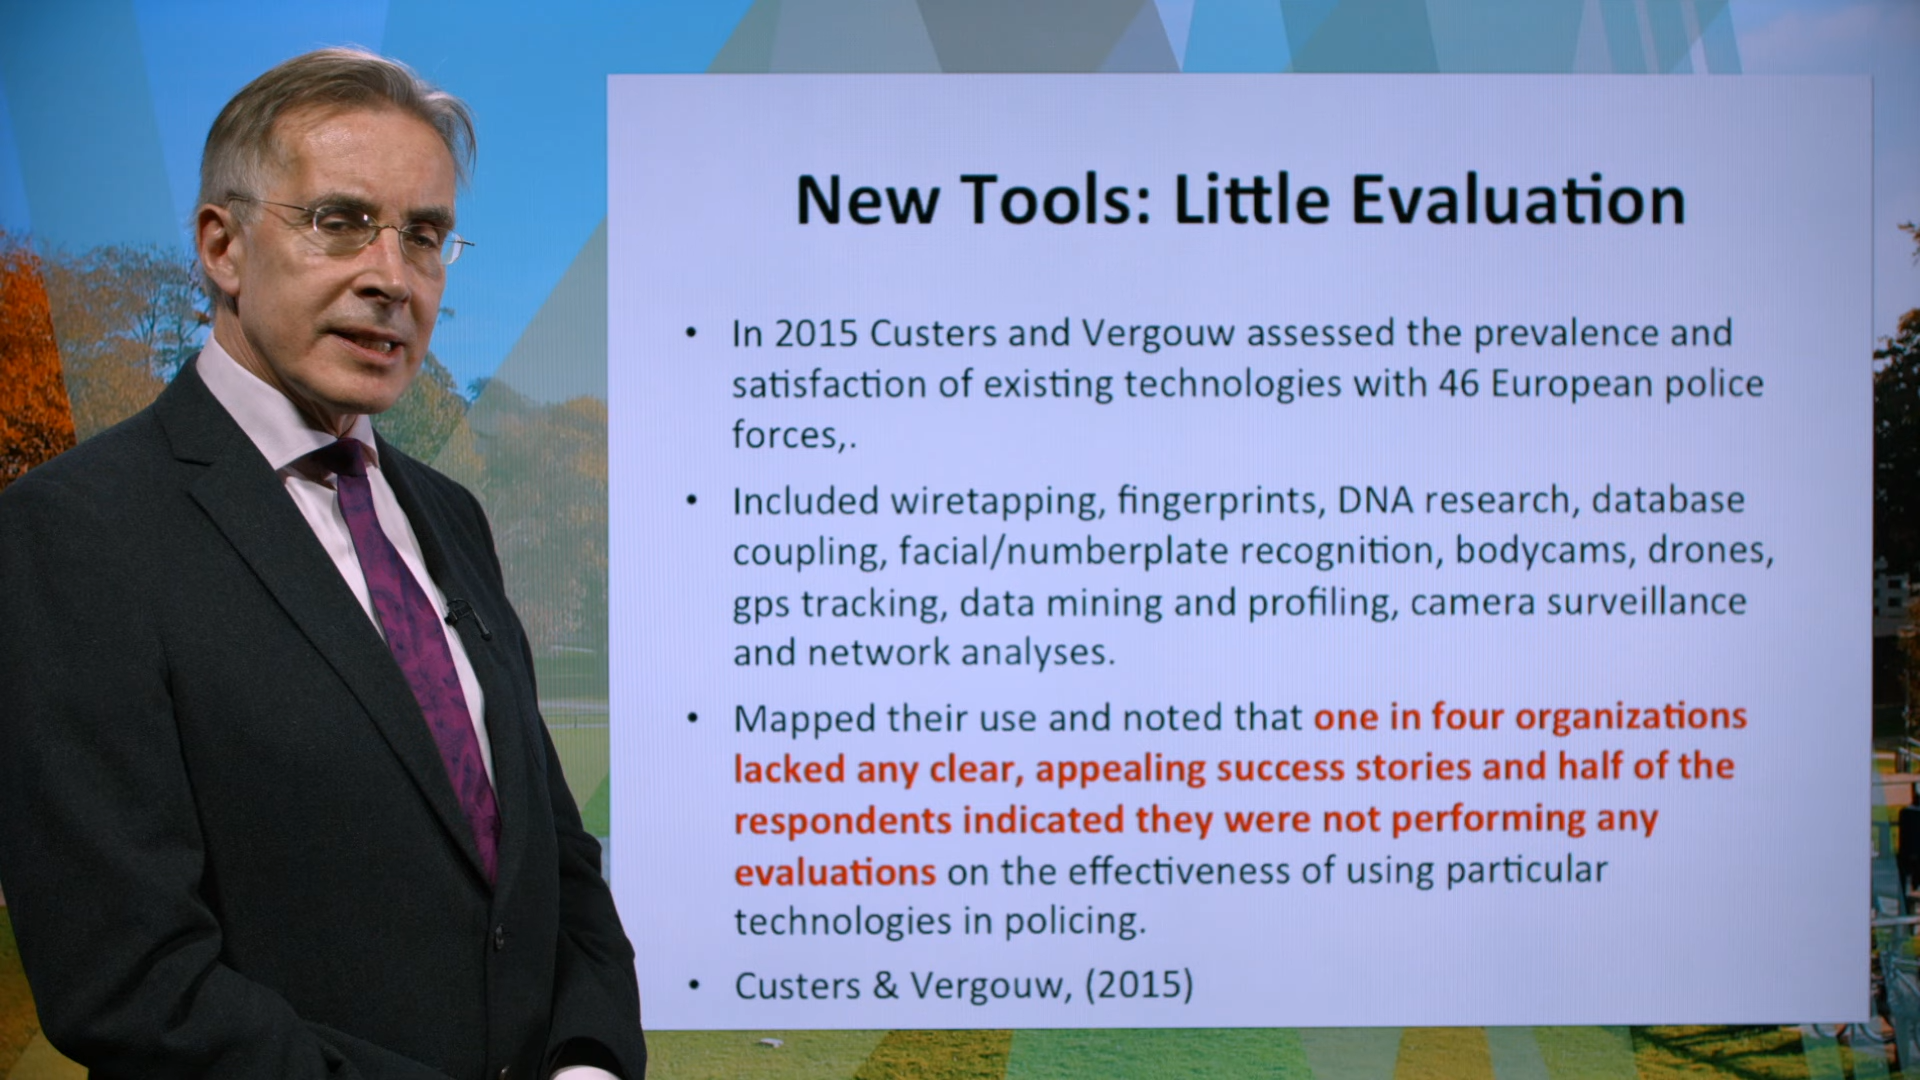 New Tools: Little Evaluation
• In 2015 Custers and Vergouw assessed the prevalence and
satisfaction of existing technologies with 46 European police
forces,.
• Included wiretapping, fingerprints, DNA research, database
coupling, facial/numberplate recognition, bodycams, drones,
gps tracking, data mining and profiling, camera surveillance
and network analyses.
• Mapped their use and noted that one in four organizations
lacked any clear, appealing success stories and half of the
respondents indicated they were not performing any
evaluations on the effectiveness of using particular
technologies in policing.
• Custers & Vergouw, (2015)